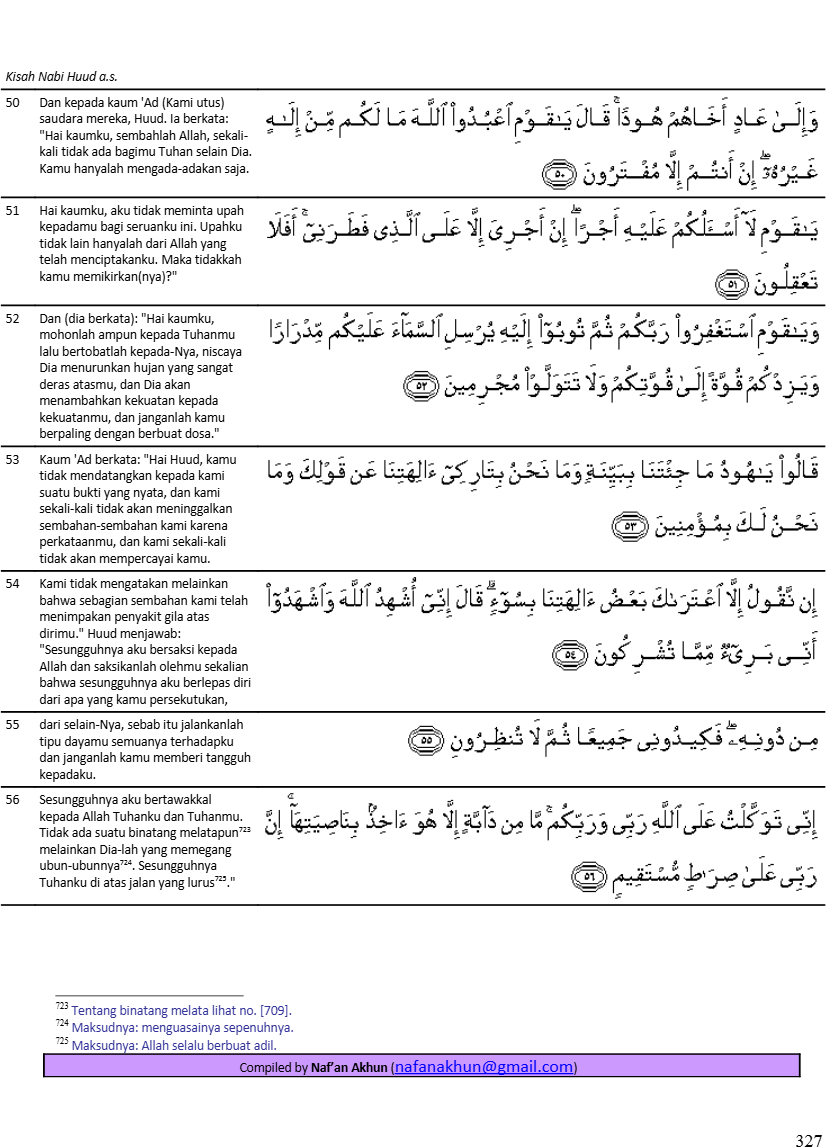 Kisah Nabi Huud a.s.
50 Dan kepada kaum 'Ad (Kami utus)
saudara mereka, Huud. Ia berkata:
"Hai kaumku, sembahlah Allah, sekali-
kali tidak ada bagimu Tuhan selain Dia.
Kamu hanyalah mengada-adakan saja.
وَإِلَىٰ عَادٍ أَخَاهُمْ هُودًا ۚ قَالَ يَـٰقَوْمِ ٱعْبُدُوا۟ ٱللَّهَ مَا لَكُم مِّنْ إِلَـٰهٍ
غَيْرُهُۥٓ ۖ إِنْ أَنتُمْ إِلَّا مُفْتَرُونَ ﴿٥٠﴾
51 Hai kaumku, aku tidak meminta upah
kepadamu bagi seruanku ini. Upahku
tidak lain hanyalah dari Allah yang
telah menciptakanku. Maka tidakkah
kamu memikirkan(nya)?"
يَـٰقَوْمِ لَآ أَسْـَٔلُكُمْ عَلَيْهِ أَجْرًا ۖ إِنْ أَجْرِىَ إِلَّا عَلَى ٱلَّذِى فَطَرَنِىٓ ۚ أَفَلَا
تَعْقِلُونَ ﴿٥١﴾
52 Dan (dia berkata): "Hai kaumku,
mohonlah ampun kepada Tuhanmu
lalu bertobatlah kepada-Nya, niscaya
Dia menurunkan hujan yang sangat
deras atasmu, dan Dia akan
menambahkan kekuatan kepada
kekuatanmu, dan janganlah kamu
berpaling dengan berbuat dosa."
وَيَـٰقَوْمِ ٱسْتَغْفِرُوا۟ رَبَّكُمْ ثُمَّ تُوبُوٓا۟ إِلَيْهِ يُرْسِلِ ٱلسَّمَآءَ عَلَيْكُم مِّدْرَارًا
وَيَزِدْكُمْ قُوَّةً إِلَىٰ قُوَّتِكُمْ وَلَا تَتَوَلَّوْا۟ مُجْرِمِينَ ﴿٥٢﴾
53 Kaum 'Ad berkata: "Hai Huud, kamu
tidak mendatangkan kepada kami
suatu bukti yang nyata, dan kami
sekali-kali tidak akan meninggalkan
sembahan-sembahan kami karena
perkataanmu, dan kami sekali-kali
tidak akan mempercayai kamu.
قَالُوا۟ يَـٰهُودُ مَا جِئْتَنَا بِبَيِّنَةٍ وَمَا نَحْنُ بِتَارِكِىٓ ءَالِهَتِنَا عَن قَوْلِكَ وَمَا
نَحْنُ لَكَ بِمُؤْمِنِينَ ﴿٥٣﴾
54 Kami tidak mengatakan melainkan
bahwa sebagian sembahan kami telah
menimpakan penyakit gila atas
dirimu." Huud menjawab:
"Sesungguhnya aku bersaksi kepada
Allah dan saksikanlah olehmu sekalian
bahwa sesungguhnya aku berlepas diri
dari apa yang kamu persekutukan,
إِن نَّقُولُ إِلَّا ٱعْتَرَىٰكَ بَعْضُ ءَالِهَتِنَا بِسُوٓءٍ ۗ قَالَ إِنِّىٓ أُشْهِدُ ٱللَّهَ وَٱشْهَدُوٓا۟
أَنِّى بَرِىٓءٌ مِّمَّا تُشْرِكُونَ ﴿٥٤﴾
55 dari selain-Nya, sebab itu jalankanlah
tipu dayamu semuanya terhadapku
dan janganlah kamu memberi tangguh
kepadaku.
مِن دُونِهِۦ ۖ فَكِيدُونِى جَمِيعًا ثُمَّ لَا تُنظِرُونِ ﴿٥٥﴾
56 Sesungguhnya aku bertawakkal
kepada Allah Tuhanku dan Tuhanmu.
Tidak ada suatu binatang melatapun⁷²³
melainkan Dia-lah yang memegang
ubun-ubunnya⁷²⁴. Sesungguhnya
Tuhanku di atas jalan yang lurus⁷²⁵."
إِنِّى تَوَكَّلْتُ عَلَى ٱللَّهِ رَبِّى وَرَبِّكُم ۚ مَّا مِن دَآبَّةٍ إِلَّا هُوَ ءَاخِذٌۢ بِنَاصِيَتِهَآ ۚ إِنَّ
رَبِّى عَلَىٰ صِرَٰطٍ مُّسْتَقِيمٍ ﴿٥٦﴾
⁷²³ Tentang binatang melata lihat no. [709].
⁷²⁴ Maksudnya: menguasainya sepenuhnya.
⁷²⁵ Maksudnya: Allah selalu berbuat adil.
Compiled by Naf'an Akhun (nafanakhun@gmail.com)
327